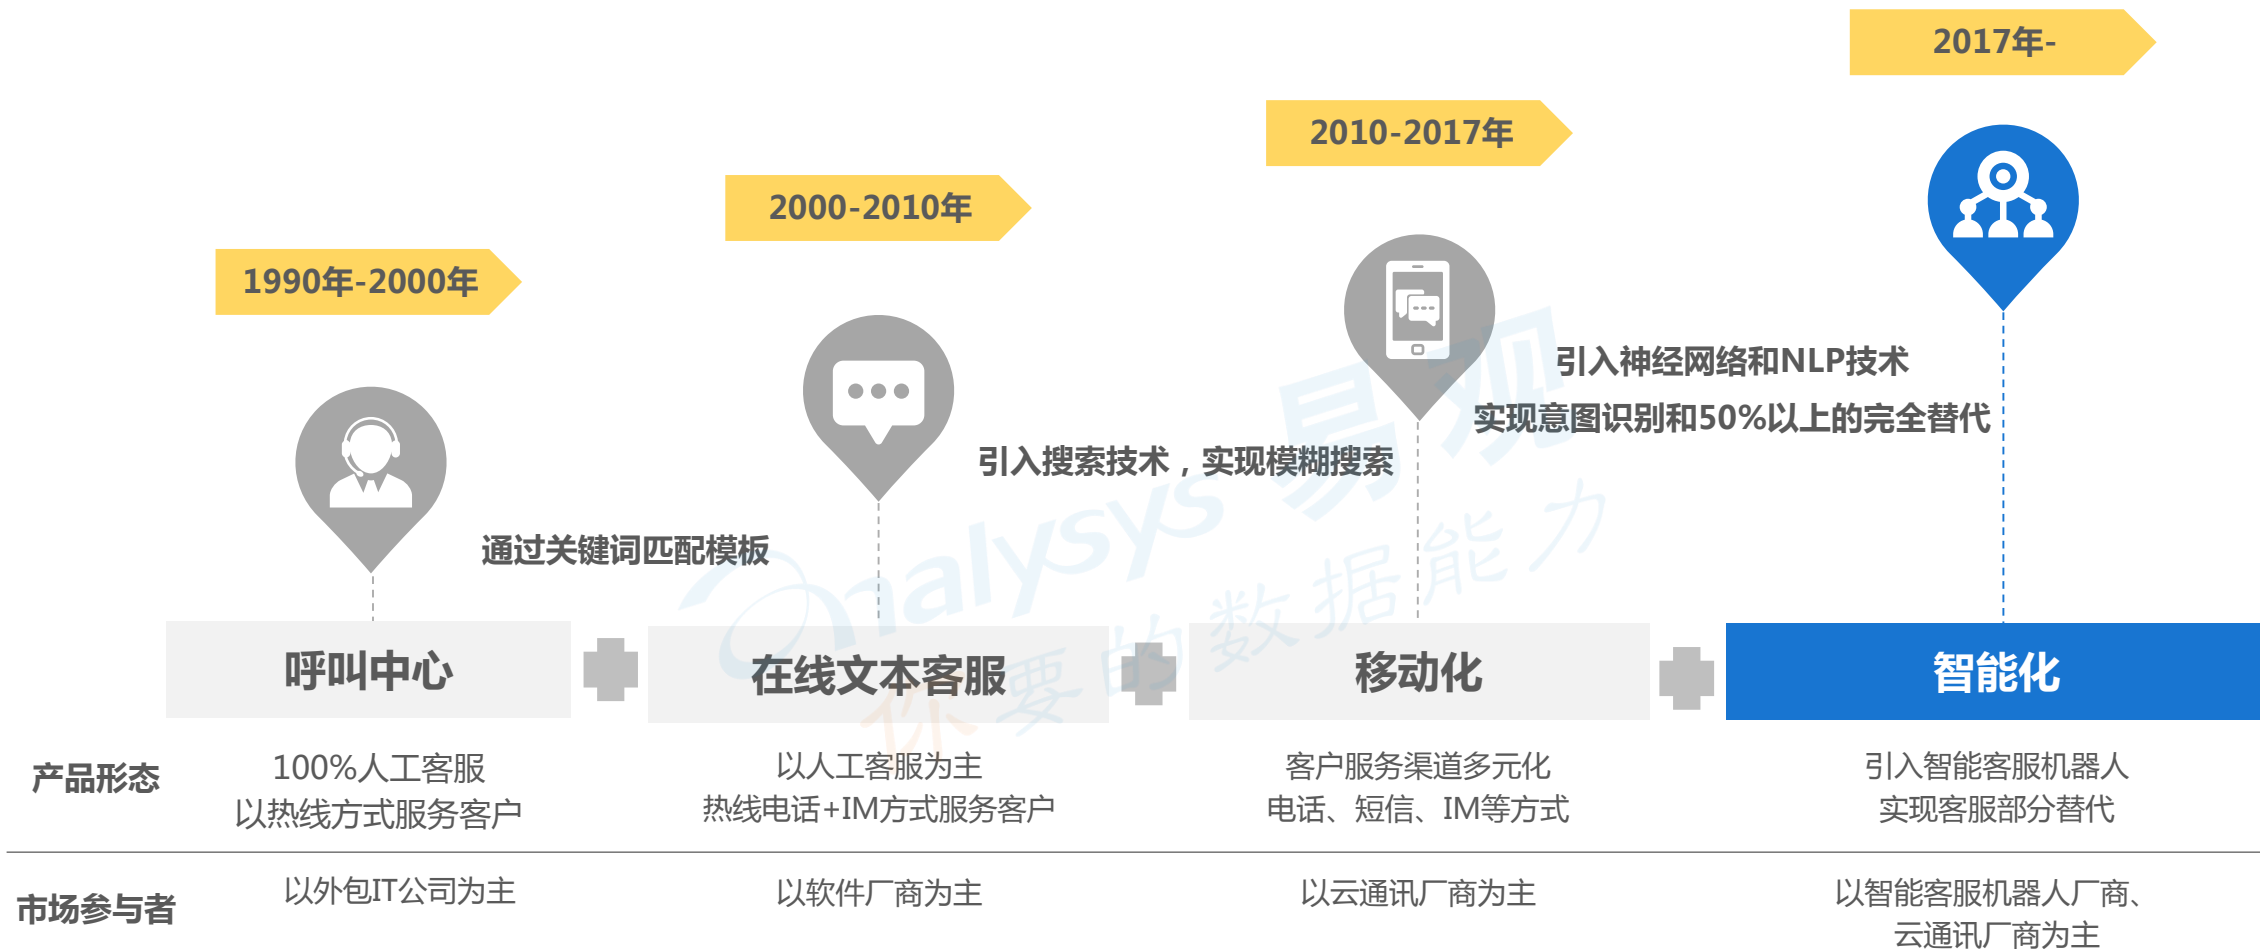 2017年-
2010-2017年
2000-2010年
1990年-2000年
引入神经网络和NLP技术
实现意图识别和50%以上的完全替代
引入搜索技术，实现模糊搜索
通过关键词匹配模板
呼叫中心
在线文本客服
移动化
智能化
产品形态
100%人工客服
以热线方式服务客户
以人工客服为主
热线电话+IM方式服务客户
客户服务渠道多元化
电话、短信、IM等方式
引入智能客服机器人
实现客服部分替代
市场参与者
以外包IT公司为主
以软件厂商为主
以云通讯厂商为主
以智能客服机器人厂商、
云通讯厂商为主
analysys 易观
你要的数据能力